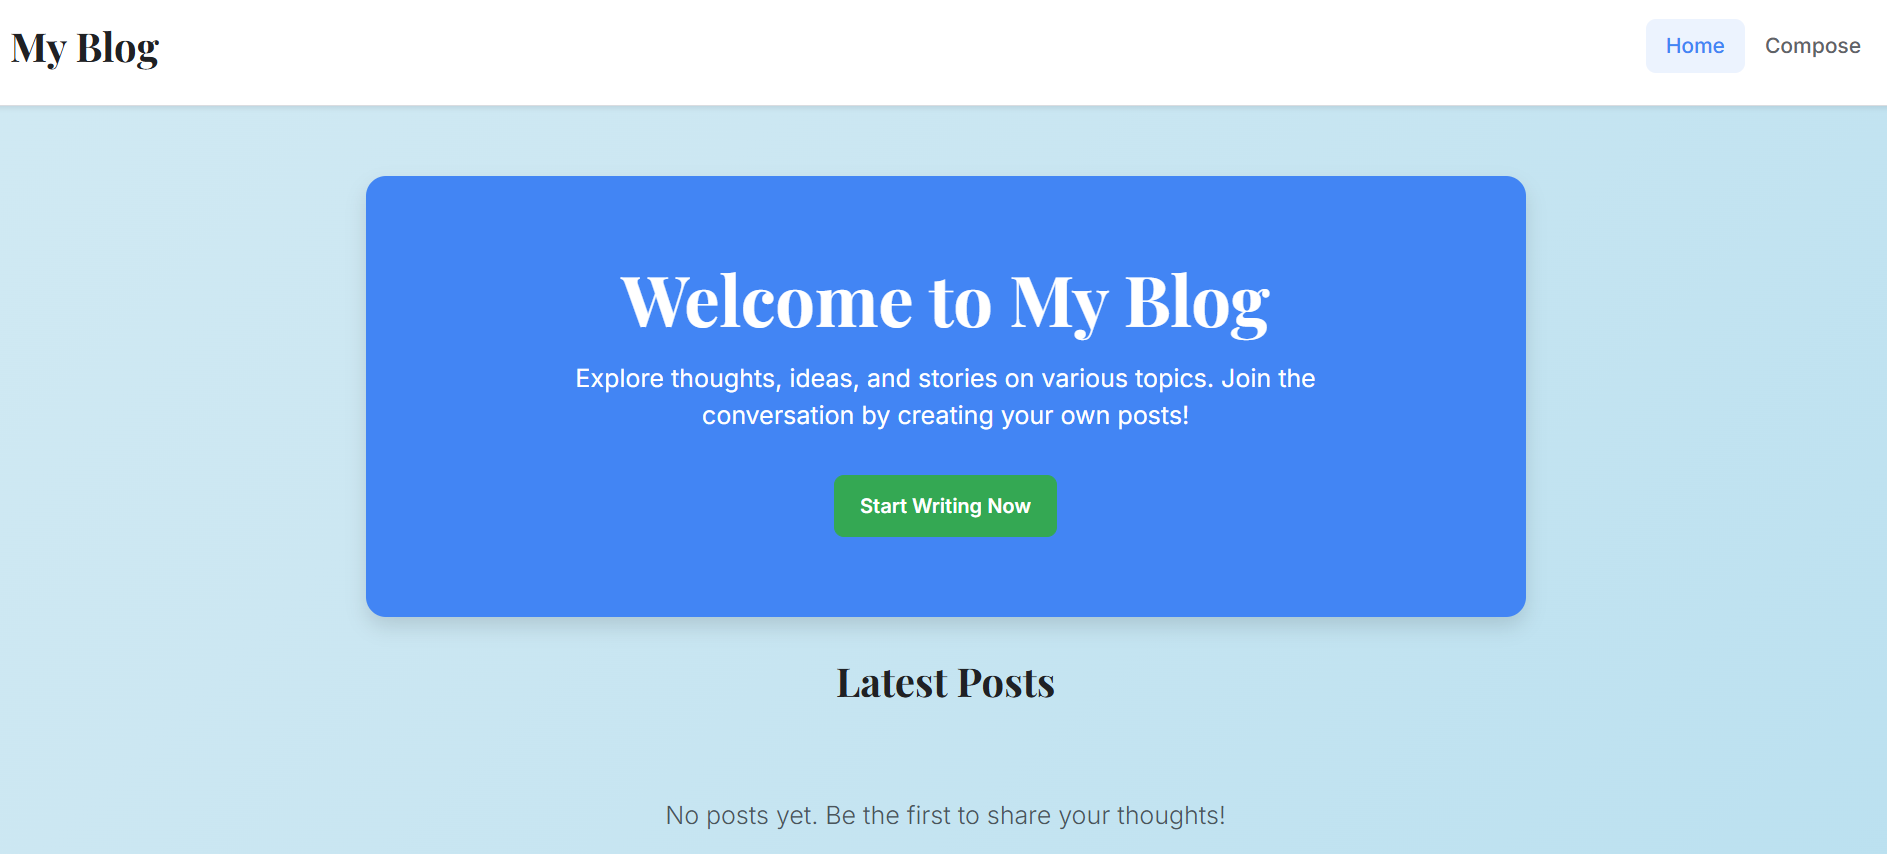 My Blog
Home
Compose
Welcome to My Blog
Explore thoughts, ideas, and stories on various topics. Join the
conversation by creating your own posts!
Start Writing Now
Latest Posts
No posts yet. Be the first to share your thoughts!